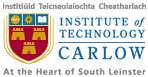 Institiúid Teicneolaíochta Cheatharlach
INSTITUTE of
TECHNOLOGY
CARLOW
At the Heart of South Leinster